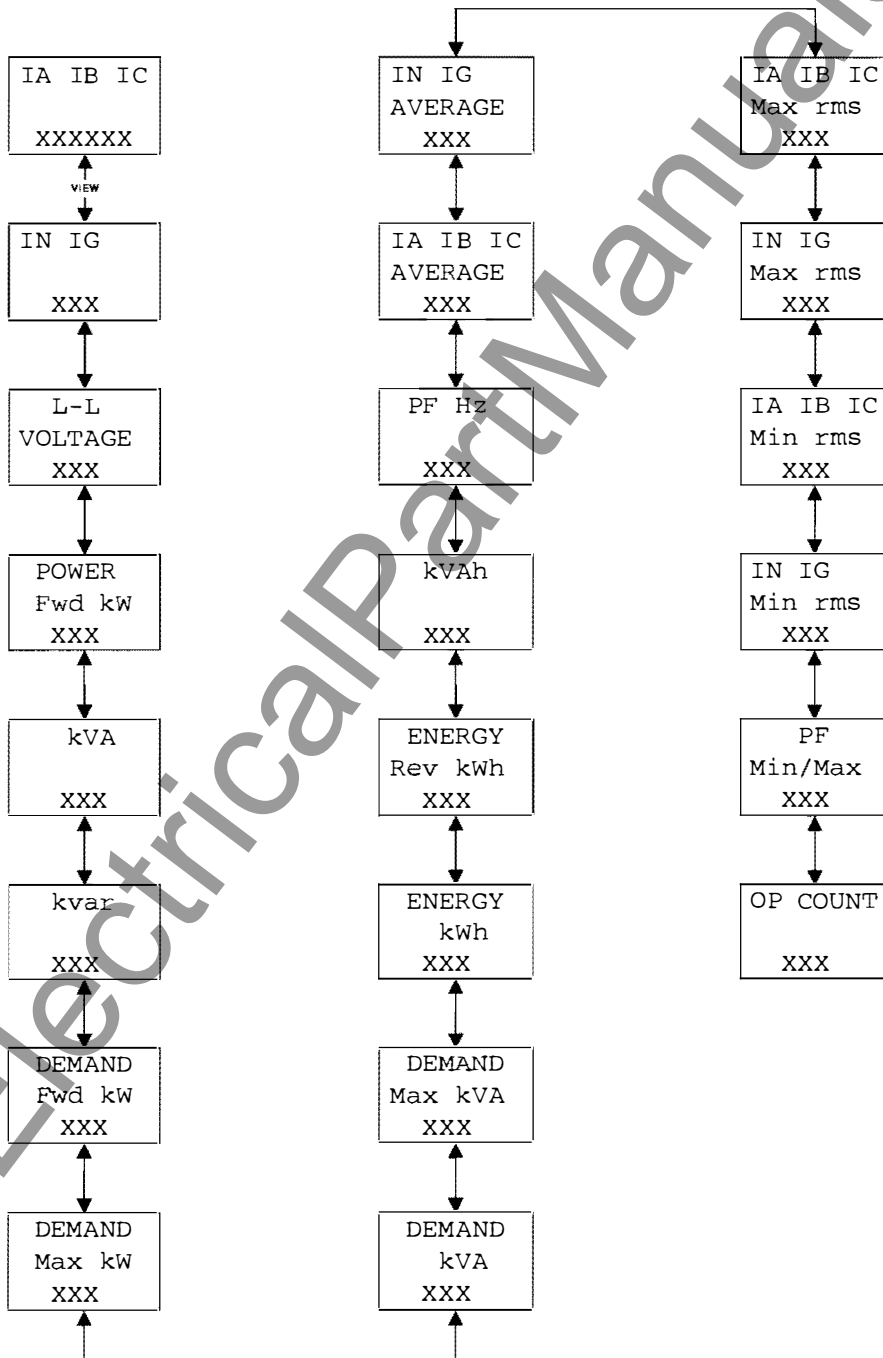 IA IB IC
XXXXXX
VIEW
IN IG
XXX
L-L
VOLTAGE
XXX
POWER
Fwd kW
XXX
kVA
XXX
kvar
XXX
DEMAND
Fwd kW
XXX
DEMAND
Max kW
XXX
IN IG
AVERAGE
XXX
IA IB IC
AVERAGE
XXX
PF Hz
XXX
kVAh
XXX
ENERGY
Rev kWh
XXX
ENERGY
kWh
XXX
DEMAND
Max kVA
XXX
DEMAND
kVA
XXX
IA IB IC
Max rms
XXX
IN IG
Max rms
XXX
IA IB IC
Min rms
XXX
IN IG
Min rms
XXX
PF
Min/Max
XXX
OP COUNT
XXX
ElectricalPartManuals